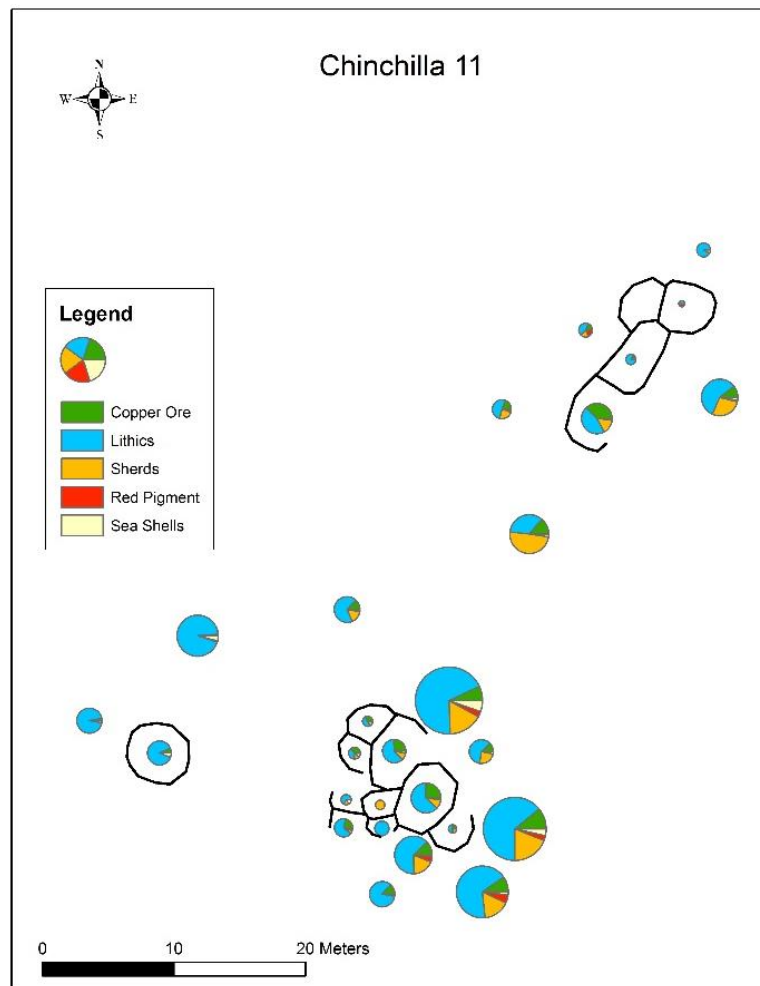 Chinchilla 11
N
W E
S
Legend
Copper Ore
Lithics
Sherds
Red Pigment
Sea Shells
0 10 20 Meters